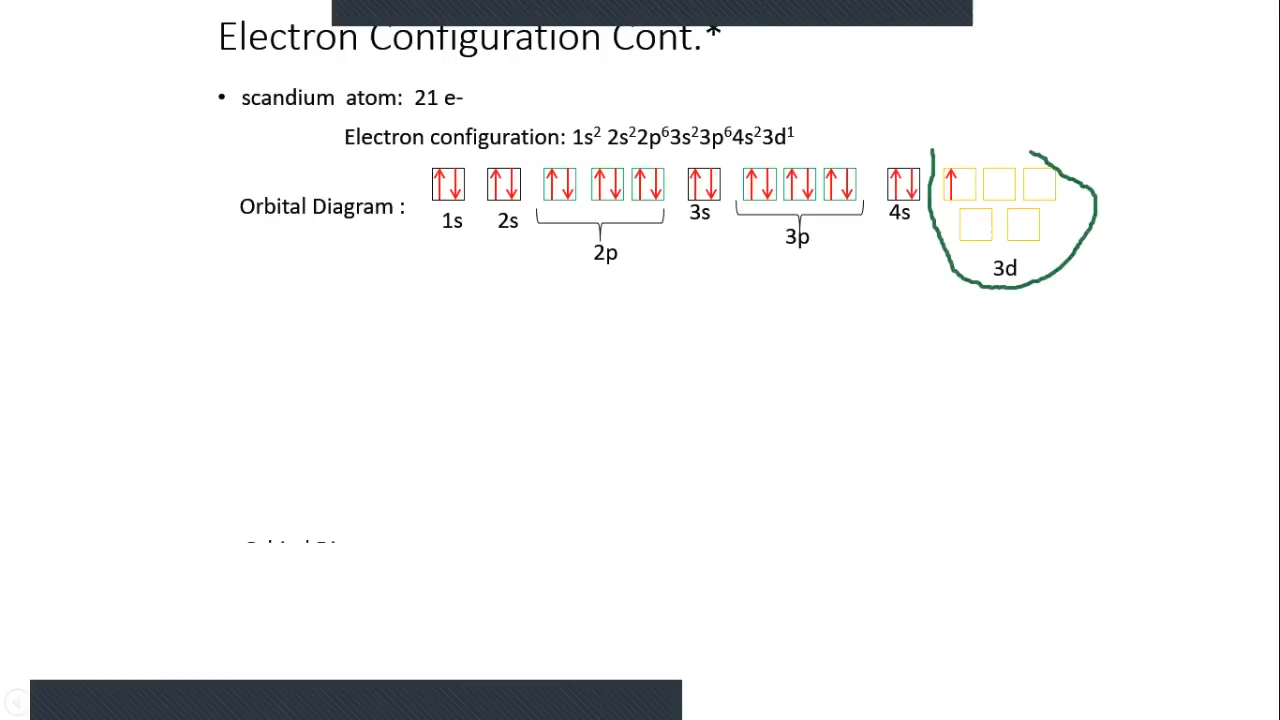 Electron Configuration Cont.*
• scandium atom: 21 e-
Electron configuration: 1s² 2s²2p⁶3s²3p⁶4s²3d¹
Orbital Diagram :
1s 2s 2p 3s 3p 4s 3d